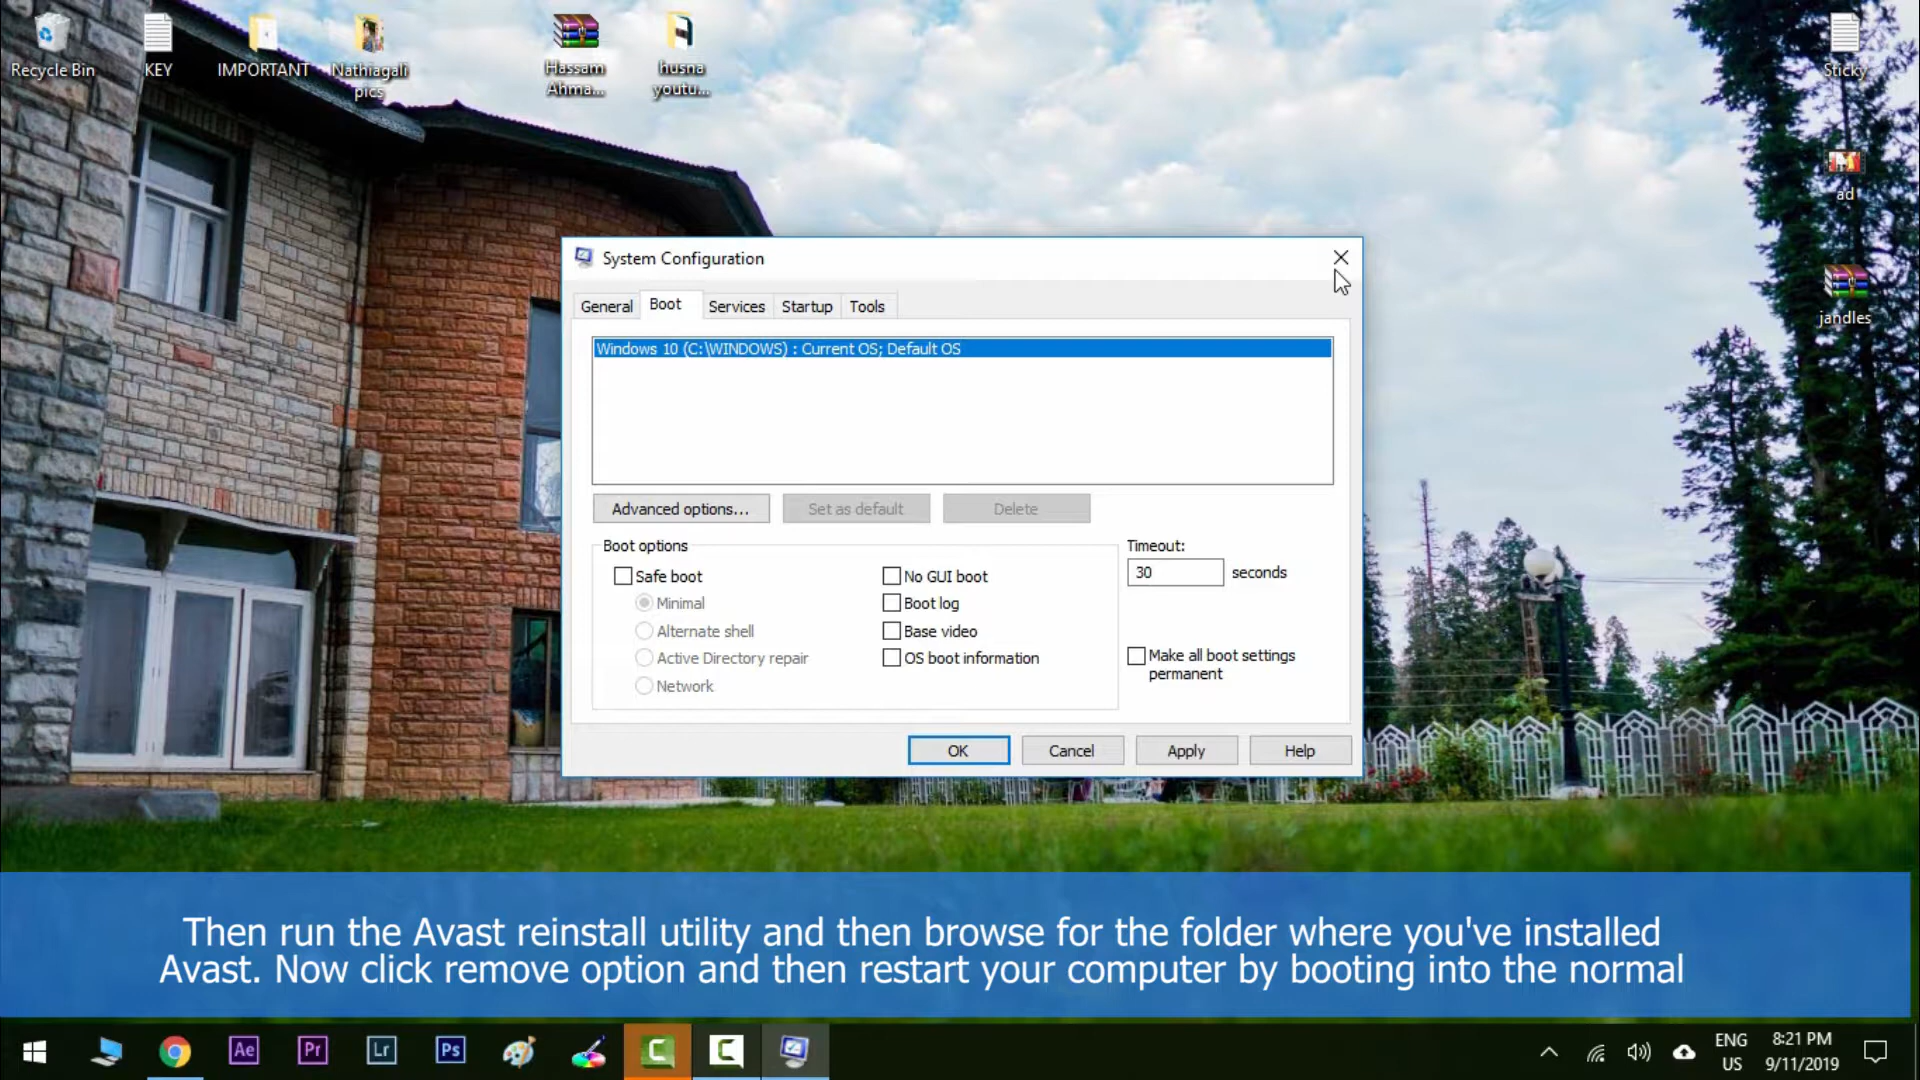 Recycle Bin
KEY
IMPORTANT
Nathiagali
pics
Hassam
Ahma...
husna
youtu...
Sticky
ad
jandles
System Configuration
General
Boot
Services
Startup
Tools
Windows 10 (C:\WINDOWS) : Current OS; Default OS
Advanced options...
Set as default
Delete
Boot options
Timeout:
Safe boot
No GUI boot
30
seconds
Minimal
Boot log
Alternate shell
Base video
Active Directory repair
OS boot information
Make all boot settings
permanent
Network
OK
Cancel
Apply
Help
Then run the Avast reinstall utility and then browse for the folder where you've installed
Avast. Now click remove option and then restart your computer by booting into the normal
Ae
Pr
Lr
Ps
ENG
US
8:21 PM
9/11/2019